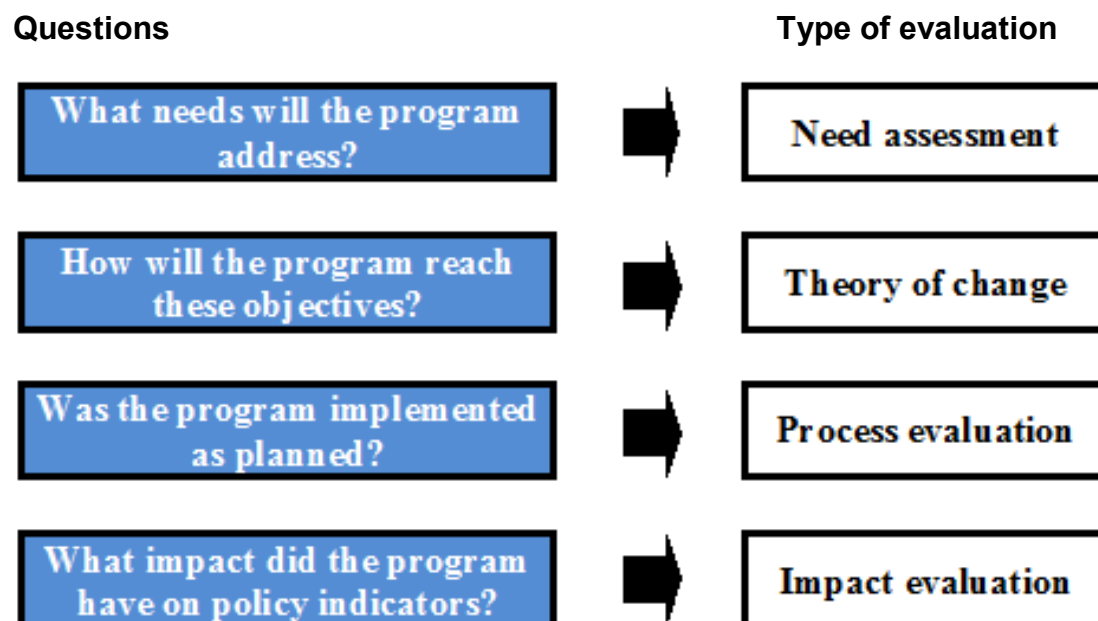 Questions Type of evaluation
What needs will the program
address?
Need assessment
How will the program reach
these objectives?
Theory of change
Was the program implemented
as planned?
Process evaluation
What impact did the program
have on policy indicators?
Impact evaluation